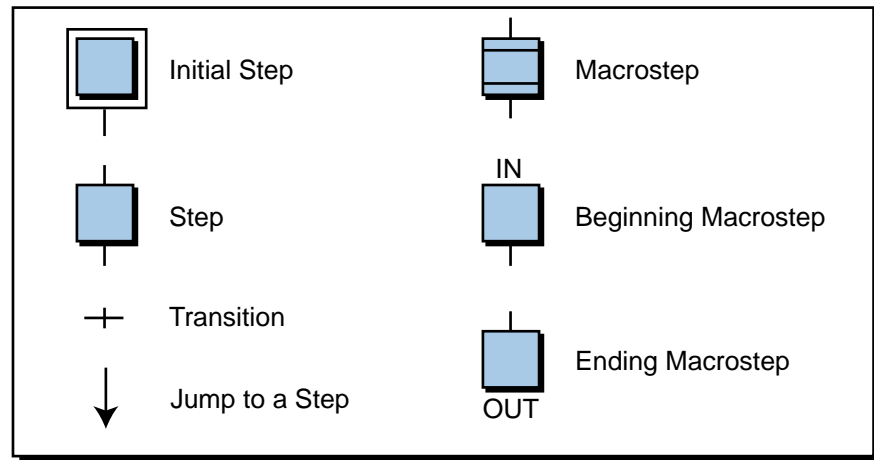 Initial Step
Step
Transition
Jump to a Step
Macrostep
IN
Beginning Macrostep
Ending Macrostep
OUT